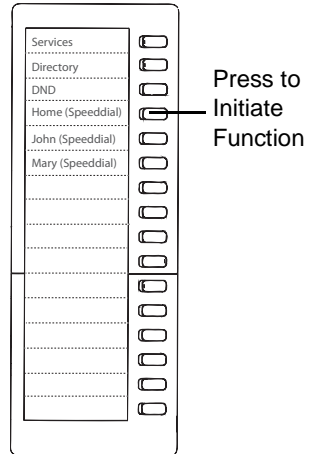 Services
Directory
DND
Home (Speeddial)
John (Speeddial)
Mary (Speeddial)
Press to
Initiate
Function